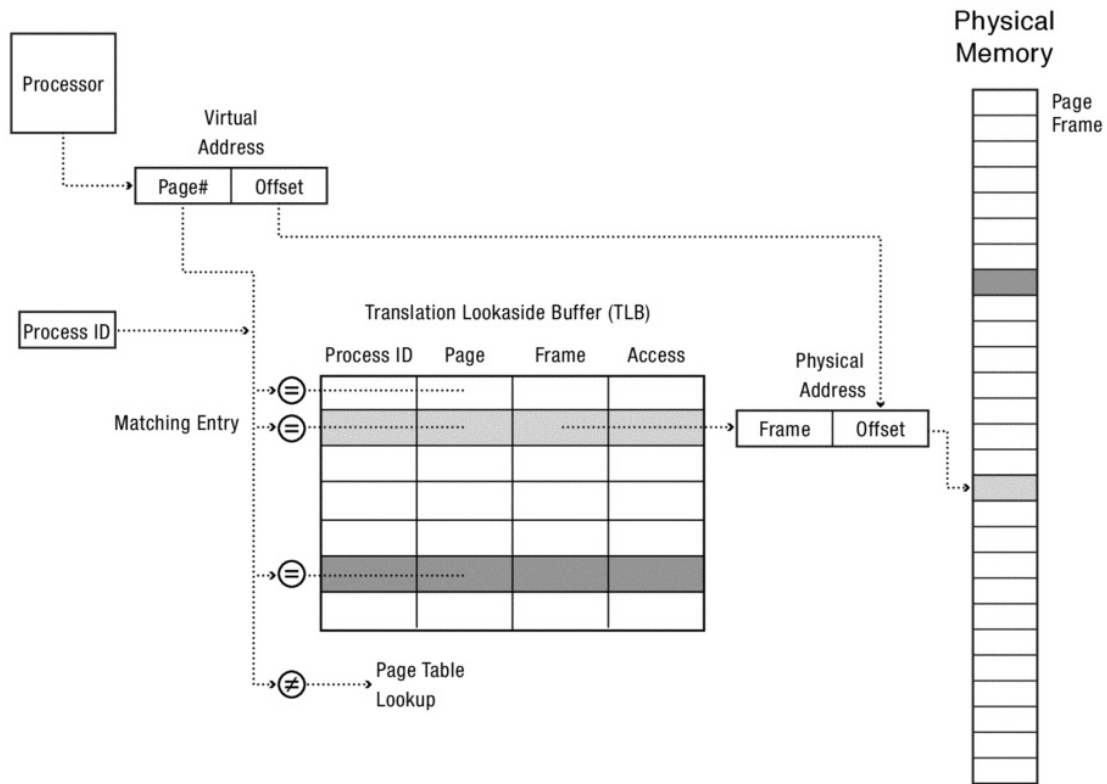 Physical
Memory
Processor
Page
Frame
Virtual
Address
Page# Offset
Translation Lookaside Buffer (TLB)
Process ID
Process ID Page Frame Access
Physical
Address
Matching Entry
=
=
Frame Offset
=
≠
Page Table
Lookup